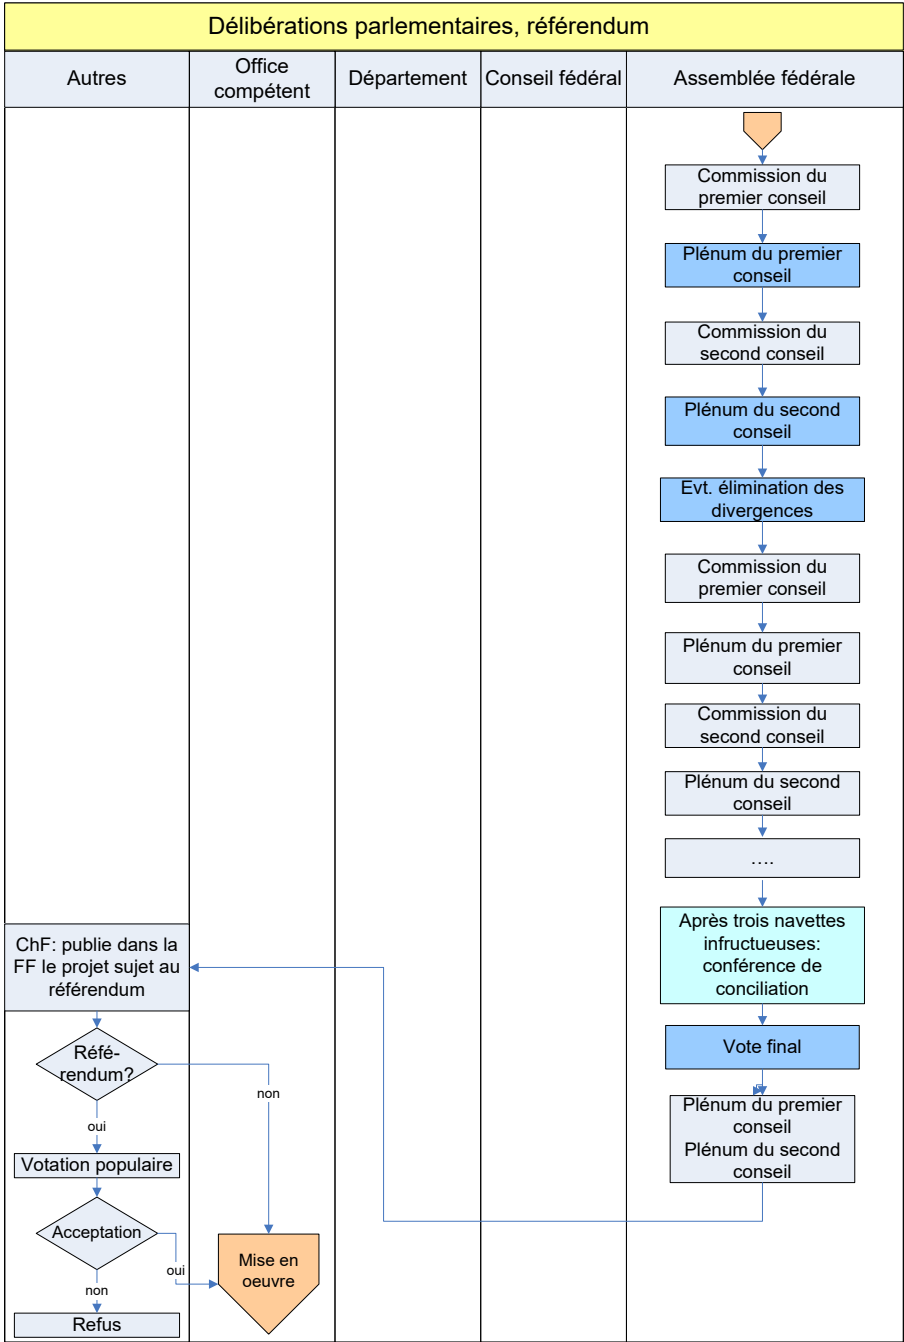 Délibérations parlementaires, référendum
Autres
Office
compétent
Département
Conseil fédéral
Assemblée fédérale
Commission du
premier conseil
Plénum du premier
conseil
Commission du
second conseil
Plénum du second
conseil
Evt. élimination des
divergences
Commission du
premier conseil
Plénum du premier
conseil
Commission du
second conseil
Plénum du second
conseil
....
Après trois navettes
infructueuses:
conférence de
conciliation
Vote final
Plénum du premier
conseil
Plénum du second
conseil
ChF: publie dans la
FF le projet sujet au
référendum
Réfé-
rendum?
non
oui
Votation populaire
Acceptation
oui
non
Refus
Mise en
oeuvre